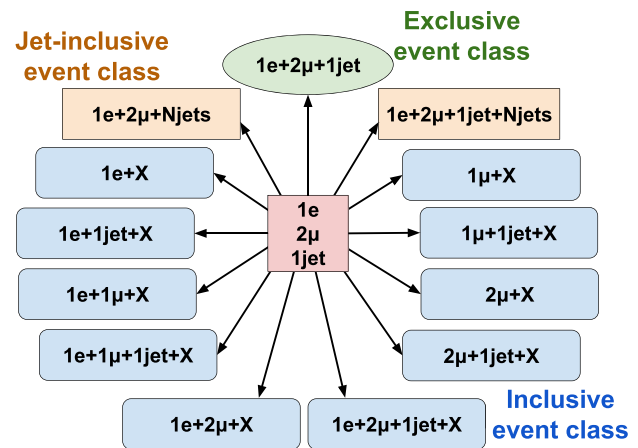 Jet-inclusive
event class
Exclusive
event class
1e+2μ+1jet
1e+2μ+Njets
1e+2μ+1jet+Njets
1e+X
1μ+X
1e
2μ
1jet
1e+1jet+X
1μ+1jet+X
1e+1μ+X
2μ+X
1e+1μ+1jet+X
2μ+1jet+X
1e+2μ+X
1e+2μ+1jet+X
Inclusive
event class